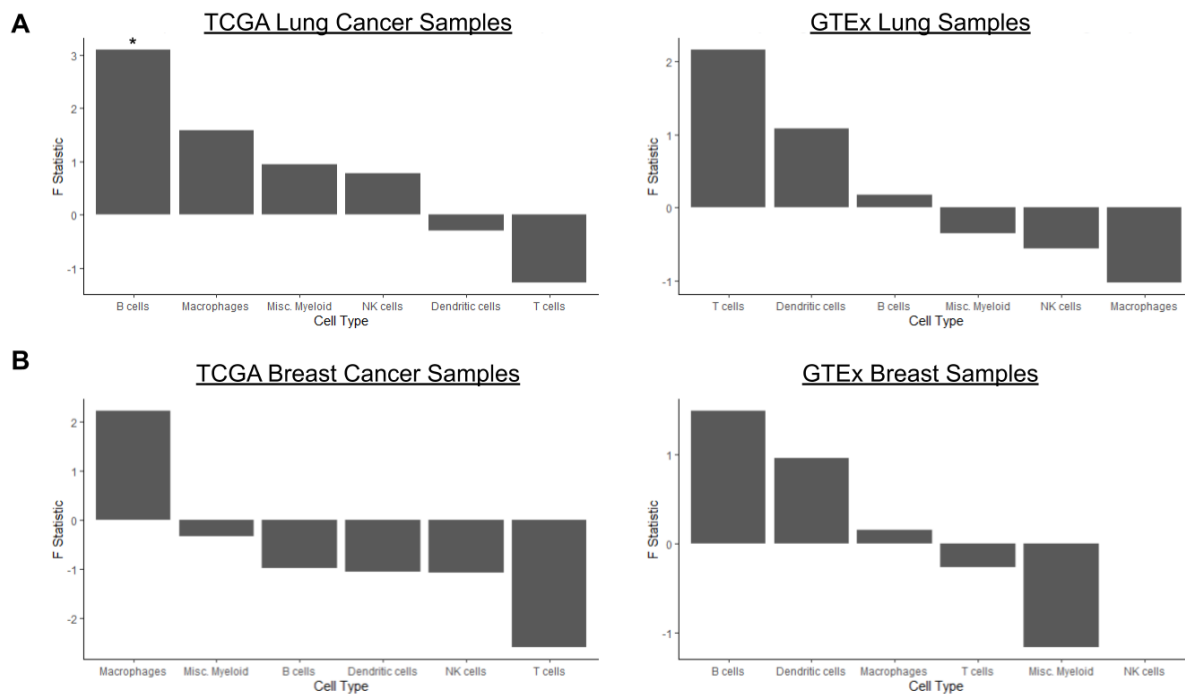 A
TCGA Lung Cancer Samples
*
3
2
1
0
-1
F Statistic
B cells Macrophages Misc. Myeloid NK cells Dendritic cells T cells
Cell Type
GTEx Lung Samples
2
1
0
-1
F Statistic
T cells Dendritic cells B cells Misc. Myeloid NK cells Macrophages
Cell Type
B
TCGA Breast Cancer Samples
2
1
0
-1
-2
F Statistic
Macrophages Misc. Myeloid B cells Dendritic cells NK cells T cells
Cell Type
GTEx Breast Samples
1
0
-1
F Statistic
B cells Dendritic cells Macrophages T cells Misc. Myeloid NK cells
Cell Type